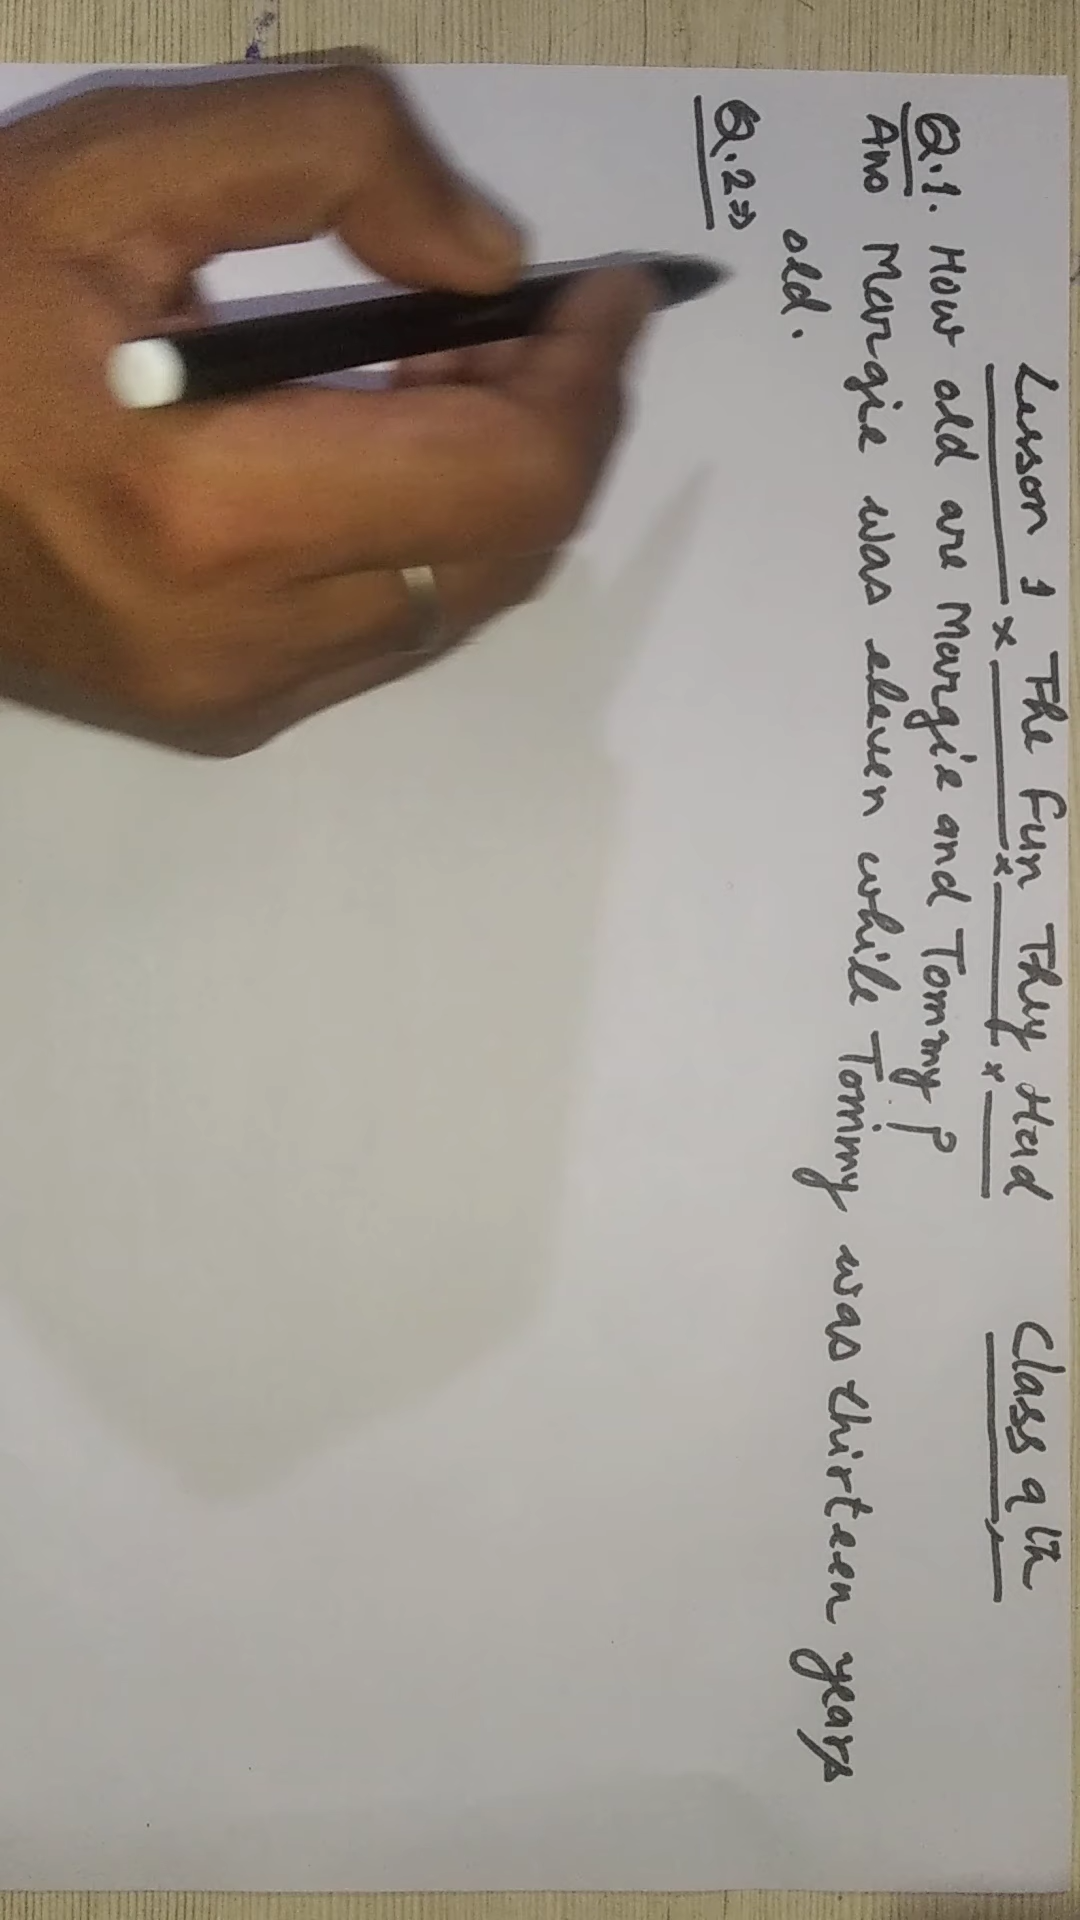 Lesson 1 The Fun They Had Class 9th
Q.1. How old are Margie and Tommy?
Ans Margie was eleven while Tommy was thirteen years
old.
Q.2⇒